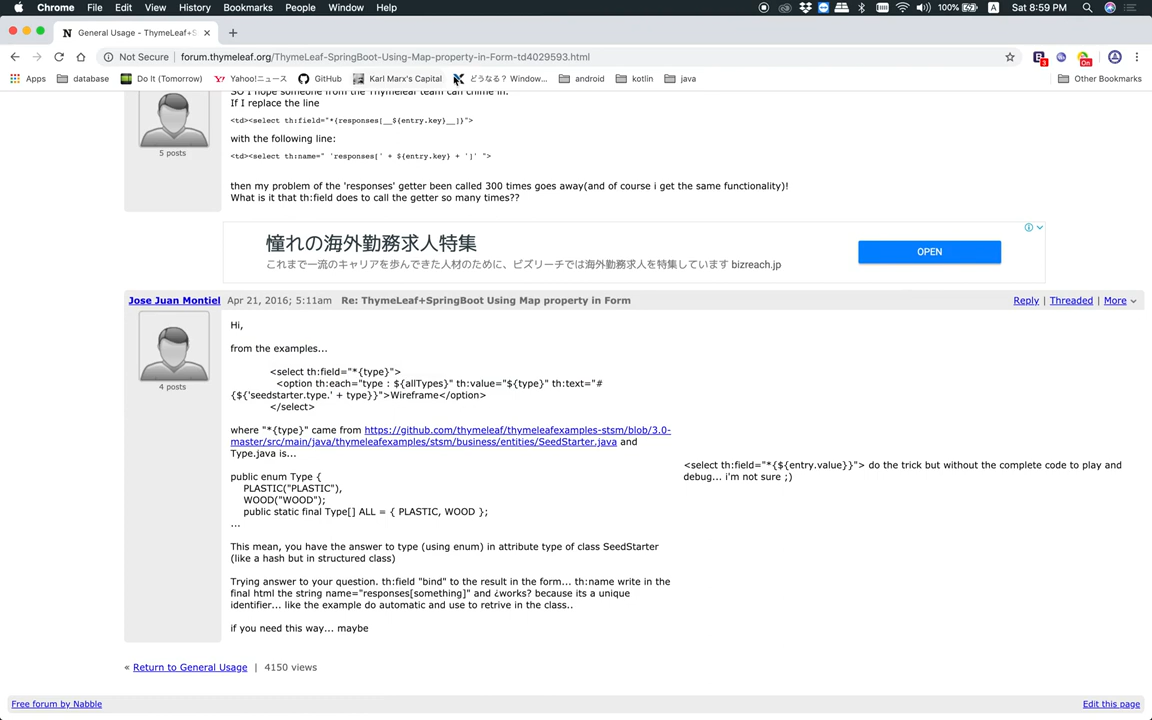 Chrome File Edit View History Bookmarks People Window Help 100% A Sat 8:59 PM
N General Usage - ThymeLeaf+S
Not Secure forum.thymeleaf.org/ThymeLeaf-SpringBoot-Using-Map-property-in-Form-td4029593.html 3 On
Apps database Do It (Tomorrow) Yahoo!ニュース GitHub Karl Marx's Capital どうなる? Window... android kotlin java Other Bookmarks
SO I hope someone from the Thymeleaf team can chime in.
If I replace the line
<td><select th:field="*{responses[__${entry.key}__]}">
5 posts
with the following line:
<td><select th:name=" 'responses[' + ${entry.key} + ']' ">
then my problem of the 'responses' getter been called 300 times goes away(and of course i get the same functionality)!
What is it that th:field does to call the getter so many times??
憧れの海外勤務求人特集
これまで一流のキャリアを歩んできた人材のために、ビズリーチでは海外勤務求人を特集しています bizreach.jp
OPEN
Jose Juan Montiel Apr 21, 2016; 5:11am Re: ThymeLeaf+SpringBoot Using Map property in Form Reply | Threaded | More
4 posts
Hi,
from the examples...
<select th:field="*{type}">
<option th:each="type : ${allTypes}" th:value="${type}" th:text="#
{${'seedstarter.type.' + type}}">Wireframe</option>
</select>
where "*{type}" came from https://github.com/thymeleaf/thymeleafexamples-stsm/blob/3.0-
master/src/main/java/thymeleafexamples/stsm/business/entities/SeedStarter.java and
Type.java is...
public enum Type {
PLASTIC("PLASTIC"),
WOOD("WOOD");
public static final Type[] ALL = { PLASTIC, WOOD };
...
This mean, you have the answer to type (using enum) in attribute type of class SeedStarter
(like a hash but in structured class)
Trying answer to your question. th:field "bind" to the result in the form... th:name write in the
final html the string name="responses[something]" and ¿works? because its a unique
identifier... like the example do automatic and use to retrive in the class..
if you need this way... maybe
<select th:field="*{${entry.value}}"> do the trick but without the complete code to play and
debug... i'm not sure ;)
« Return to General Usage | 4150 views
Free forum by Nabble Edit this page